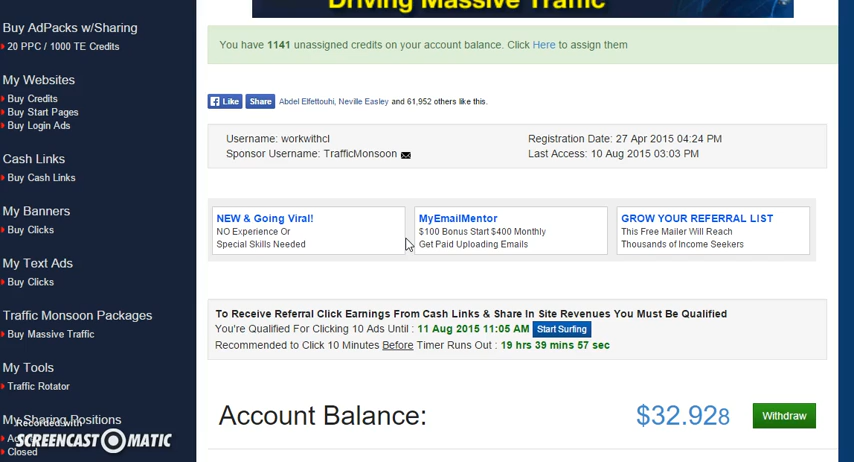 Driving Massive Traffic
Buy AdPacks w/Sharing
20 PPC / 1000 TE Credits
My Websites
Buy Credits
Buy Start Pages
Buy Login Ads
Cash Links
Buy Cash Links
My Banners
Buy Clicks
My Text Ads
Buy Clicks
Traffic Monsoon Packages
Buy Massive Traffic
My Tools
Traffic Rotator
My Sharing Positions
Closed
Recorded with
SCREENCAST-O-MATIC
You have 1141 unassigned credits on your account balance. Click Here to assign them
Like Share Abdel Elfettouhi, Neville Easley and 61,952 others like this.
Username: workwithcl
Sponsor Username: TrafficMonsoon
Registration Date: 27 Apr 2015 04:24 PM
Last Access: 10 Aug 2015 03:03 PM
NEW & Going Viral!
NO Experience Or
Special Skills Needed
MyEmailMentor
$100 Bonus Start $400 Monthly
Get Paid Uploading Emails
GROW YOUR REFERRAL LIST
This Free Mailer Will Reach
Thousands of Income Seekers
To Receive Referral Click Earnings From Cash Links & Share In Site Revenues You Must Be Qualified
You're Qualified For Clicking 10 Ads Until : 11 Aug 2015 11:05 AM Start Surfing
Recommended to Click 10 Minutes Before Timer Runs Out : 19 hrs 39 mins 57 sec
Account Balance: $32.928 Withdraw